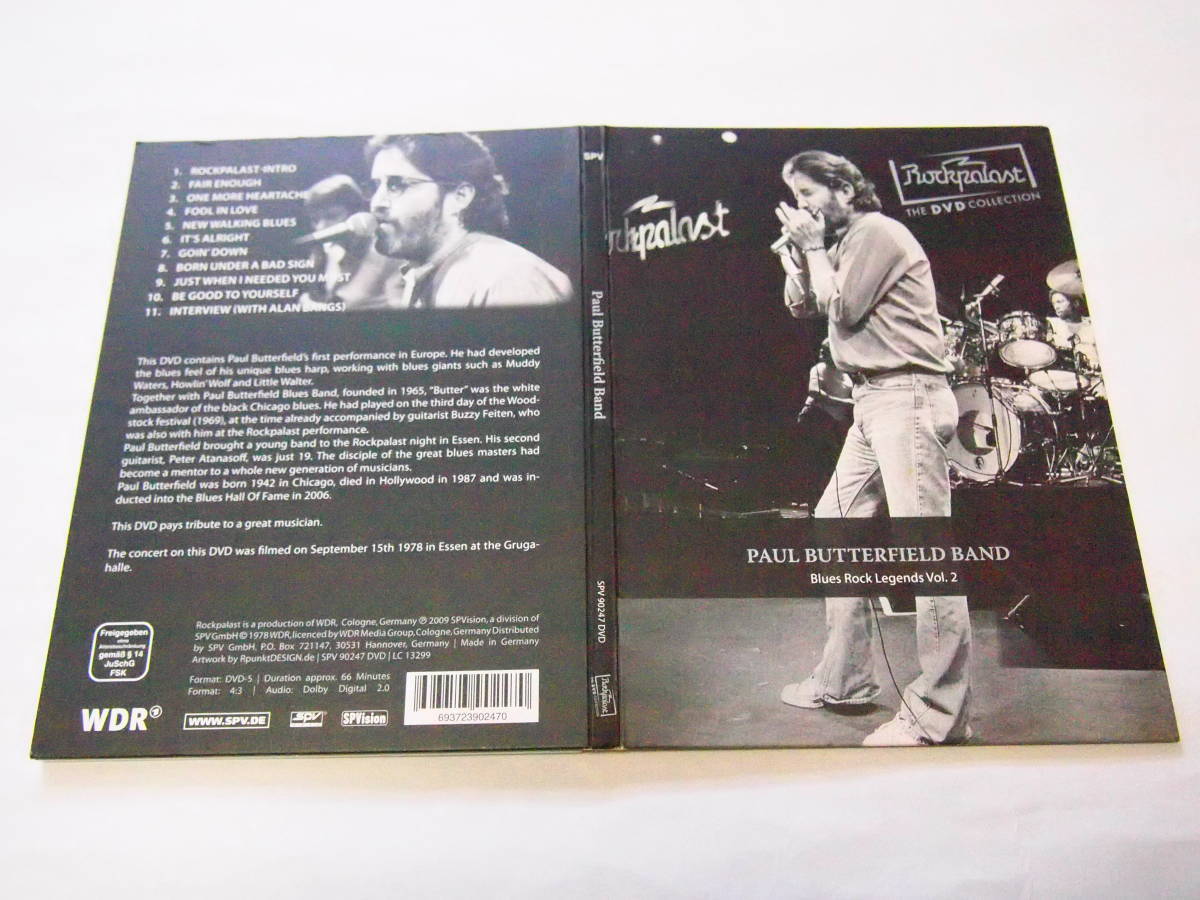 1. ROCKPALAST-INTRO
2. FAIR ENOUGH
3. ONE MORE HEARTACHE
4. FOOL IN LOVE
5. NEW WALKING BLUES
6. IT'S ALRIGHT
7. GOIN' DOWN
8. BORN UNDER A BAD SIGN
9. JUST WHEN I NEEDED YOU MOST
10. BE GOOD TO YOURSELF
11. INTERVIEW (WITH ALAN BANGS)
This DVD contains Paul Butterfield's first performance in Europe. He had developed
the blues feel of his unique blues harp, working with blues giants such as Muddy
Waters, Howlin' Wolf and Little Walter.
Together with Paul Butterfield Blues Band, founded in 1965, "Butter" was the white
ambassador of the black Chicago blues. He had played on the third day of the Wood-
stock festival (1969), at the time already accompanied by guitarist Buzzy Feiten, who
was also with him at the Rockpalast performance.
Paul Butterfield brought a young band to the Rockpalast night in Essen. His second
guitarist, Peter Atanasoff, was just 19. The disciple of the great blues masters had
become a mentor to a whole new generation of musicians.
Paul Butterfield was born 1942 in Chicago, died in Hollywood in 1987 and was in-
ducted into the Blues Hall Of Fame in 2006.
This DVD pays tribute to a great musician.
The concert on this DVD was filmed on September 15th 1978 in Essen at the Gruga-
halle.
Freigegeben
ohne
Altersbeschränkung
gemäß § 14
JuSchG
FSK
Rockpalast is a production of WDR, Cologne, Germany ℗ 2009 SPVision, a division of
SPV GmbH © 1978 WDR, licenced by WDR Media Group, Cologne, Germany Distributed
by SPV GmbH, P.O. Box 721147, 30531 Hannover, Germany | Made in Germany
Artwork by RpunktDESIGN.de | SPV 90247 DVD | LC 13299
Format: DVD-5 | Duration approx. 66 Minutes
Format: 4:3 | Audio: Dolby Digital 2.0
WDR
WWW.SPV.DE
SPV
SPVision
693723902470
SPV
Paul Butterfield Band
SPV 90247 DVD
Rockpalast
Rockpalast
THE DVD COLLECTION
ckpalast
PAUL BUTTERFIELD BAND
Blues Rock Legends Vol. 2